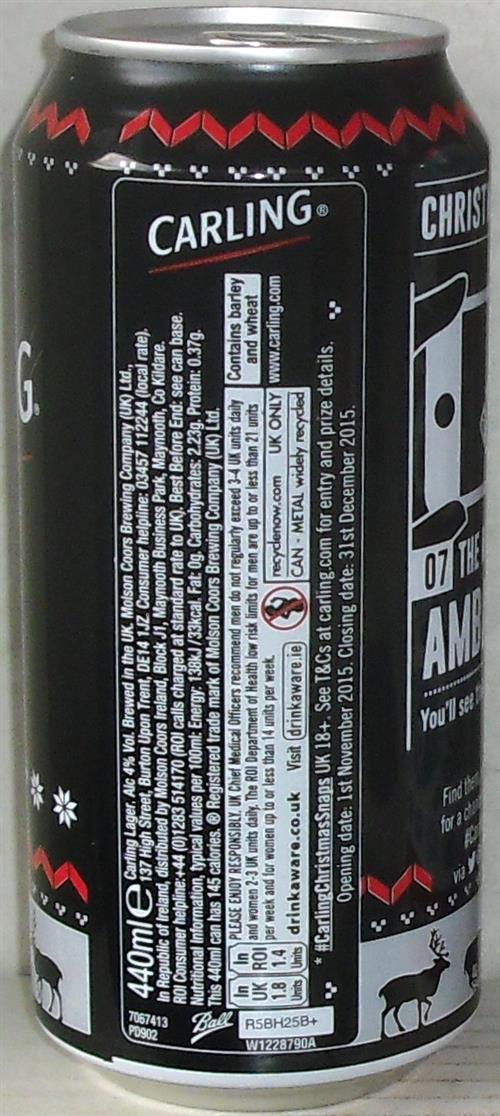 CARLING®
440ml e
Carling Lager. Alc 4% Vol. Brewed in the UK. Molson Coors Brewing Company (UK) Ltd,
137 High Street, Burton Upon Trent, DE14 1JZ. Consumer helpline: 03457 112244 (local rate).
In Republic of Ireland, distributed by Molson Coors Ireland, Block J1, Maynooth Business Park, Maynooth, Co Kildare.
ROI Consumer helpline:+44 (0)1283 514170 (ROI calls charged at standard rate to UK). Best Before End: see can base.
Nutritional Information, typical values per 100ml: Energy: 138kJ / 33kcal. Fat: 0g. Carbohydrates: 2.23g. Protein: 0.37g.
This 440ml can has 145 calories. ® Registered trade mark of Molson Coors Brewing Company (UK) Ltd.
Contains barley
and wheat
www.carling.com
PLEASE ENJOY RESPONSIBLY. UK Chief Medical Officers recommend men do not regularly exceed 3-4 UK units daily
and women 2-3 UK units daily. The ROI Department of Health low risk limits for men are up to or less than 21 units
per week and for women up to or less than 14 units per week.
drinkaware.co.uk Visit drinkaware.ie
recyclenow.com UK ONLY
CAN - METAL widely recycled
In UK 1.8 Units
In ROI 1.4 Units
* #CarlingChristmasSnaps UK 18+. See T&Cs at carling.com for entry and prize details.
Opening date: 1st November 2015. Closing date: 31st December 2015.
7067413
PD902
Ball
R5BH25B+
W1228790A
G®
CHRIST
07 THE
AMB
You'll see
Find them
for a
via